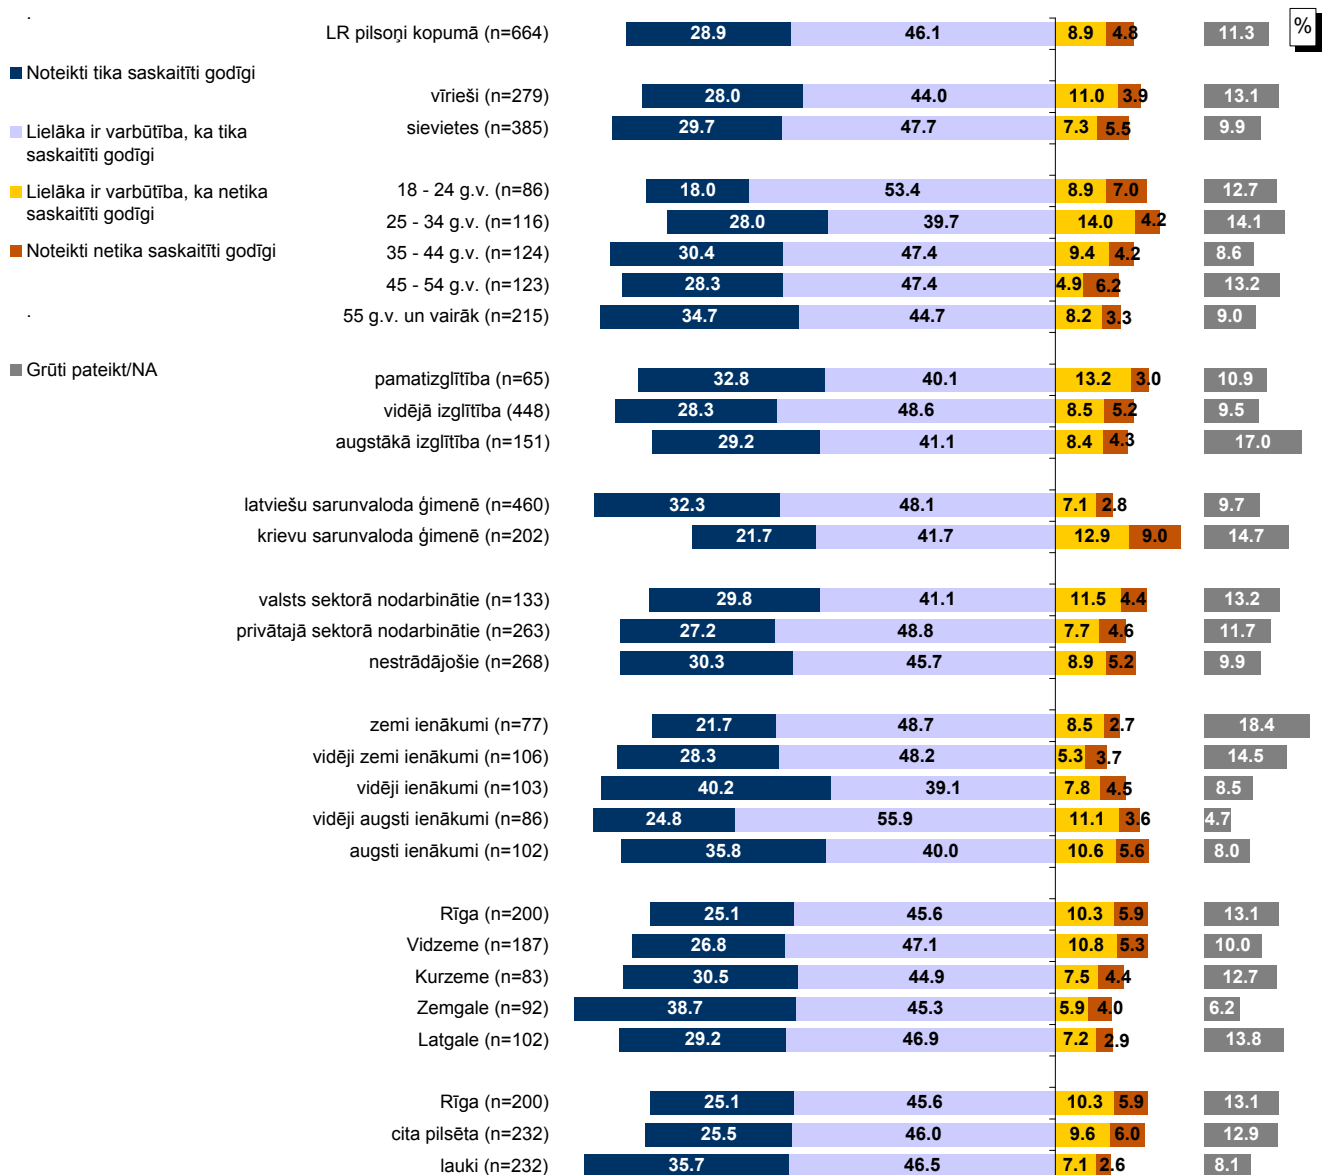 .
%
LR pilsoņi kopumā (n=664) 28.9 46.1 8.9 4.8 11.3
Noteikti tika saskaitīti godīgi
vīrieši (n=279) 28.0 44.0 11.0 3.9 13.1
Lielāka ir varbūtība, ka tika
saskaitīti godīgi
sievietes (n=385) 29.7 47.7 7.3 5.5 9.9
Lielāka ir varbūtība, ka netika
saskaitīti godīgi
18 - 24 g.v. (n=86) 18.0 53.4 8.9 7.0 12.7
25 - 34 g.v. (n=116) 28.0 39.7 14.0 4.2 14.1
Noteikti netika saskaitīti godīgi
35 - 44 g.v. (n=124) 30.4 47.4 9.4 4.2 8.6
45 - 54 g.v. (n=123) 28.3 47.4 4.9 6.2 13.2
.
55 g.v. un vairāk (n=215) 34.7 44.7 8.2 3.3 9.0
Grūti pateikt/NA
pamatizglītība (n=65) 32.8 40.1 13.2 3.0 10.9
vidējā izglītība (448) 28.3 48.6 8.5 5.2 9.5
augstākā izglītība (n=151) 29.2 41.1 8.4 4.3 17.0
latviešu sarunvaloda ģimenē (n=460) 32.3 48.1 7.1 2.8 9.7
krievu sarunvaloda ģimenē (n=202) 21.7 41.7 12.9 9.0 14.7
valsts sektorā nodarbinātie (n=133) 29.8 41.1 11.5 4.4 13.2
privātajā sektorā nodarbinātie (n=263) 27.2 48.8 7.7 4.6 11.7
nestrādājošie (n=268) 30.3 45.7 8.9 5.2 9.9
zemi ienākumi (n=77) 21.7 48.7 8.5 2.7 18.4
vidēji zemi ienākumi (n=106) 28.3 48.2 5.3 3.7 14.5
vidēji ienākumi (n=103) 40.2 39.1 7.8 4.5 8.5
vidēji augsti ienākumi (n=86) 24.8 55.9 11.1 3.6 4.7
augsti ienākumi (n=102) 35.8 40.0 10.6 5.6 8.0
Rīga (n=200) 25.1 45.6 10.3 5.9 13.1
Vidzeme (n=187) 26.8 47.1 10.8 5.3 10.0
Kurzeme (n=83) 30.5 44.9 7.5 4.4 12.7
Zemgale (n=92) 38.7 45.3 5.9 4.0 6.2
Latgale (n=102) 29.2 46.9 7.2 2.9 13.8
Rīga (n=200) 25.1 45.6 10.3 5.9 13.1
cita pilsēta (n=232) 25.5 46.0 9.6 6.0 12.9
lauki (n=232) 35.7 46.5 7.1 2.6 8.1